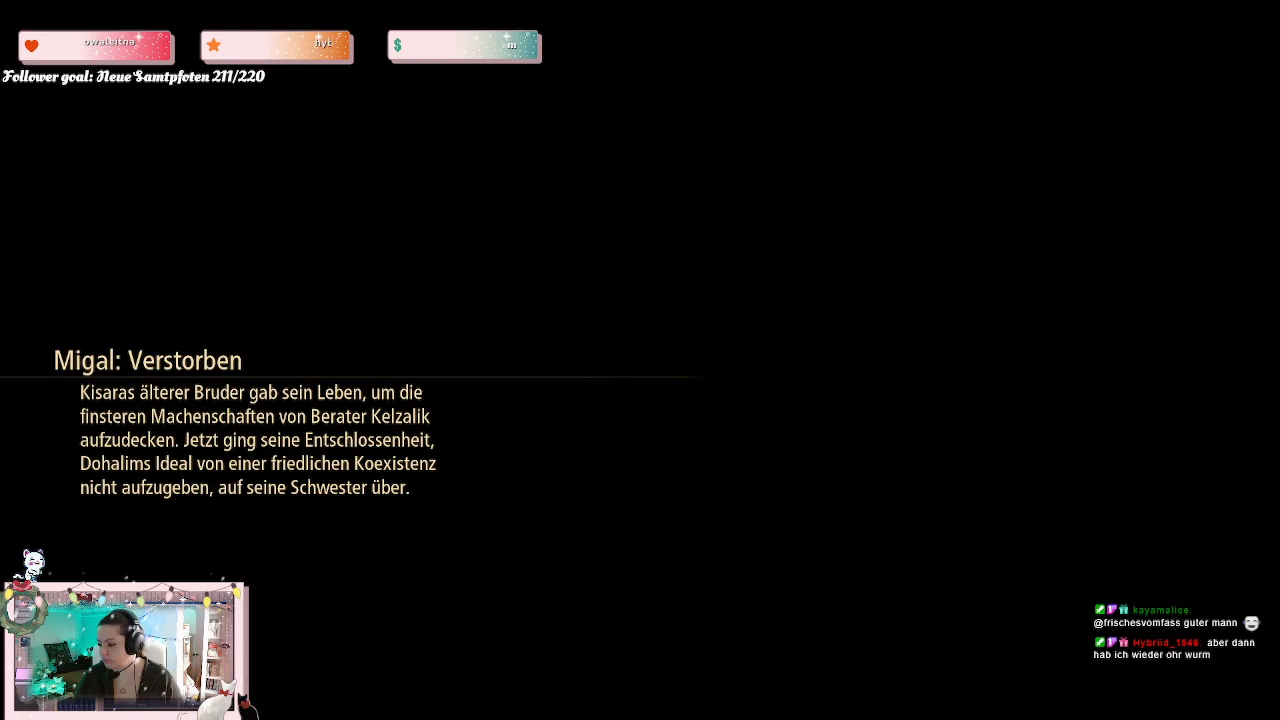 owaleitna
hyb
m
Follower goal: Neue Samtpfoten 211/220
Migal: Verstorben
Kisaras älterer Bruder gab sein Leben, um die
finsteren Machenschaften von Berater Kelzalik
aufzudecken. Jetzt ging seine Entschlossenheit,
Dohalims Ideal von einer friedlichen Koexistenz
nicht aufzugeben, auf seine Schwester über.
kayamalice:
@frischesvomfass guter mann
Hybriid_1946: aber dann
hab ich wieder ohr wurm